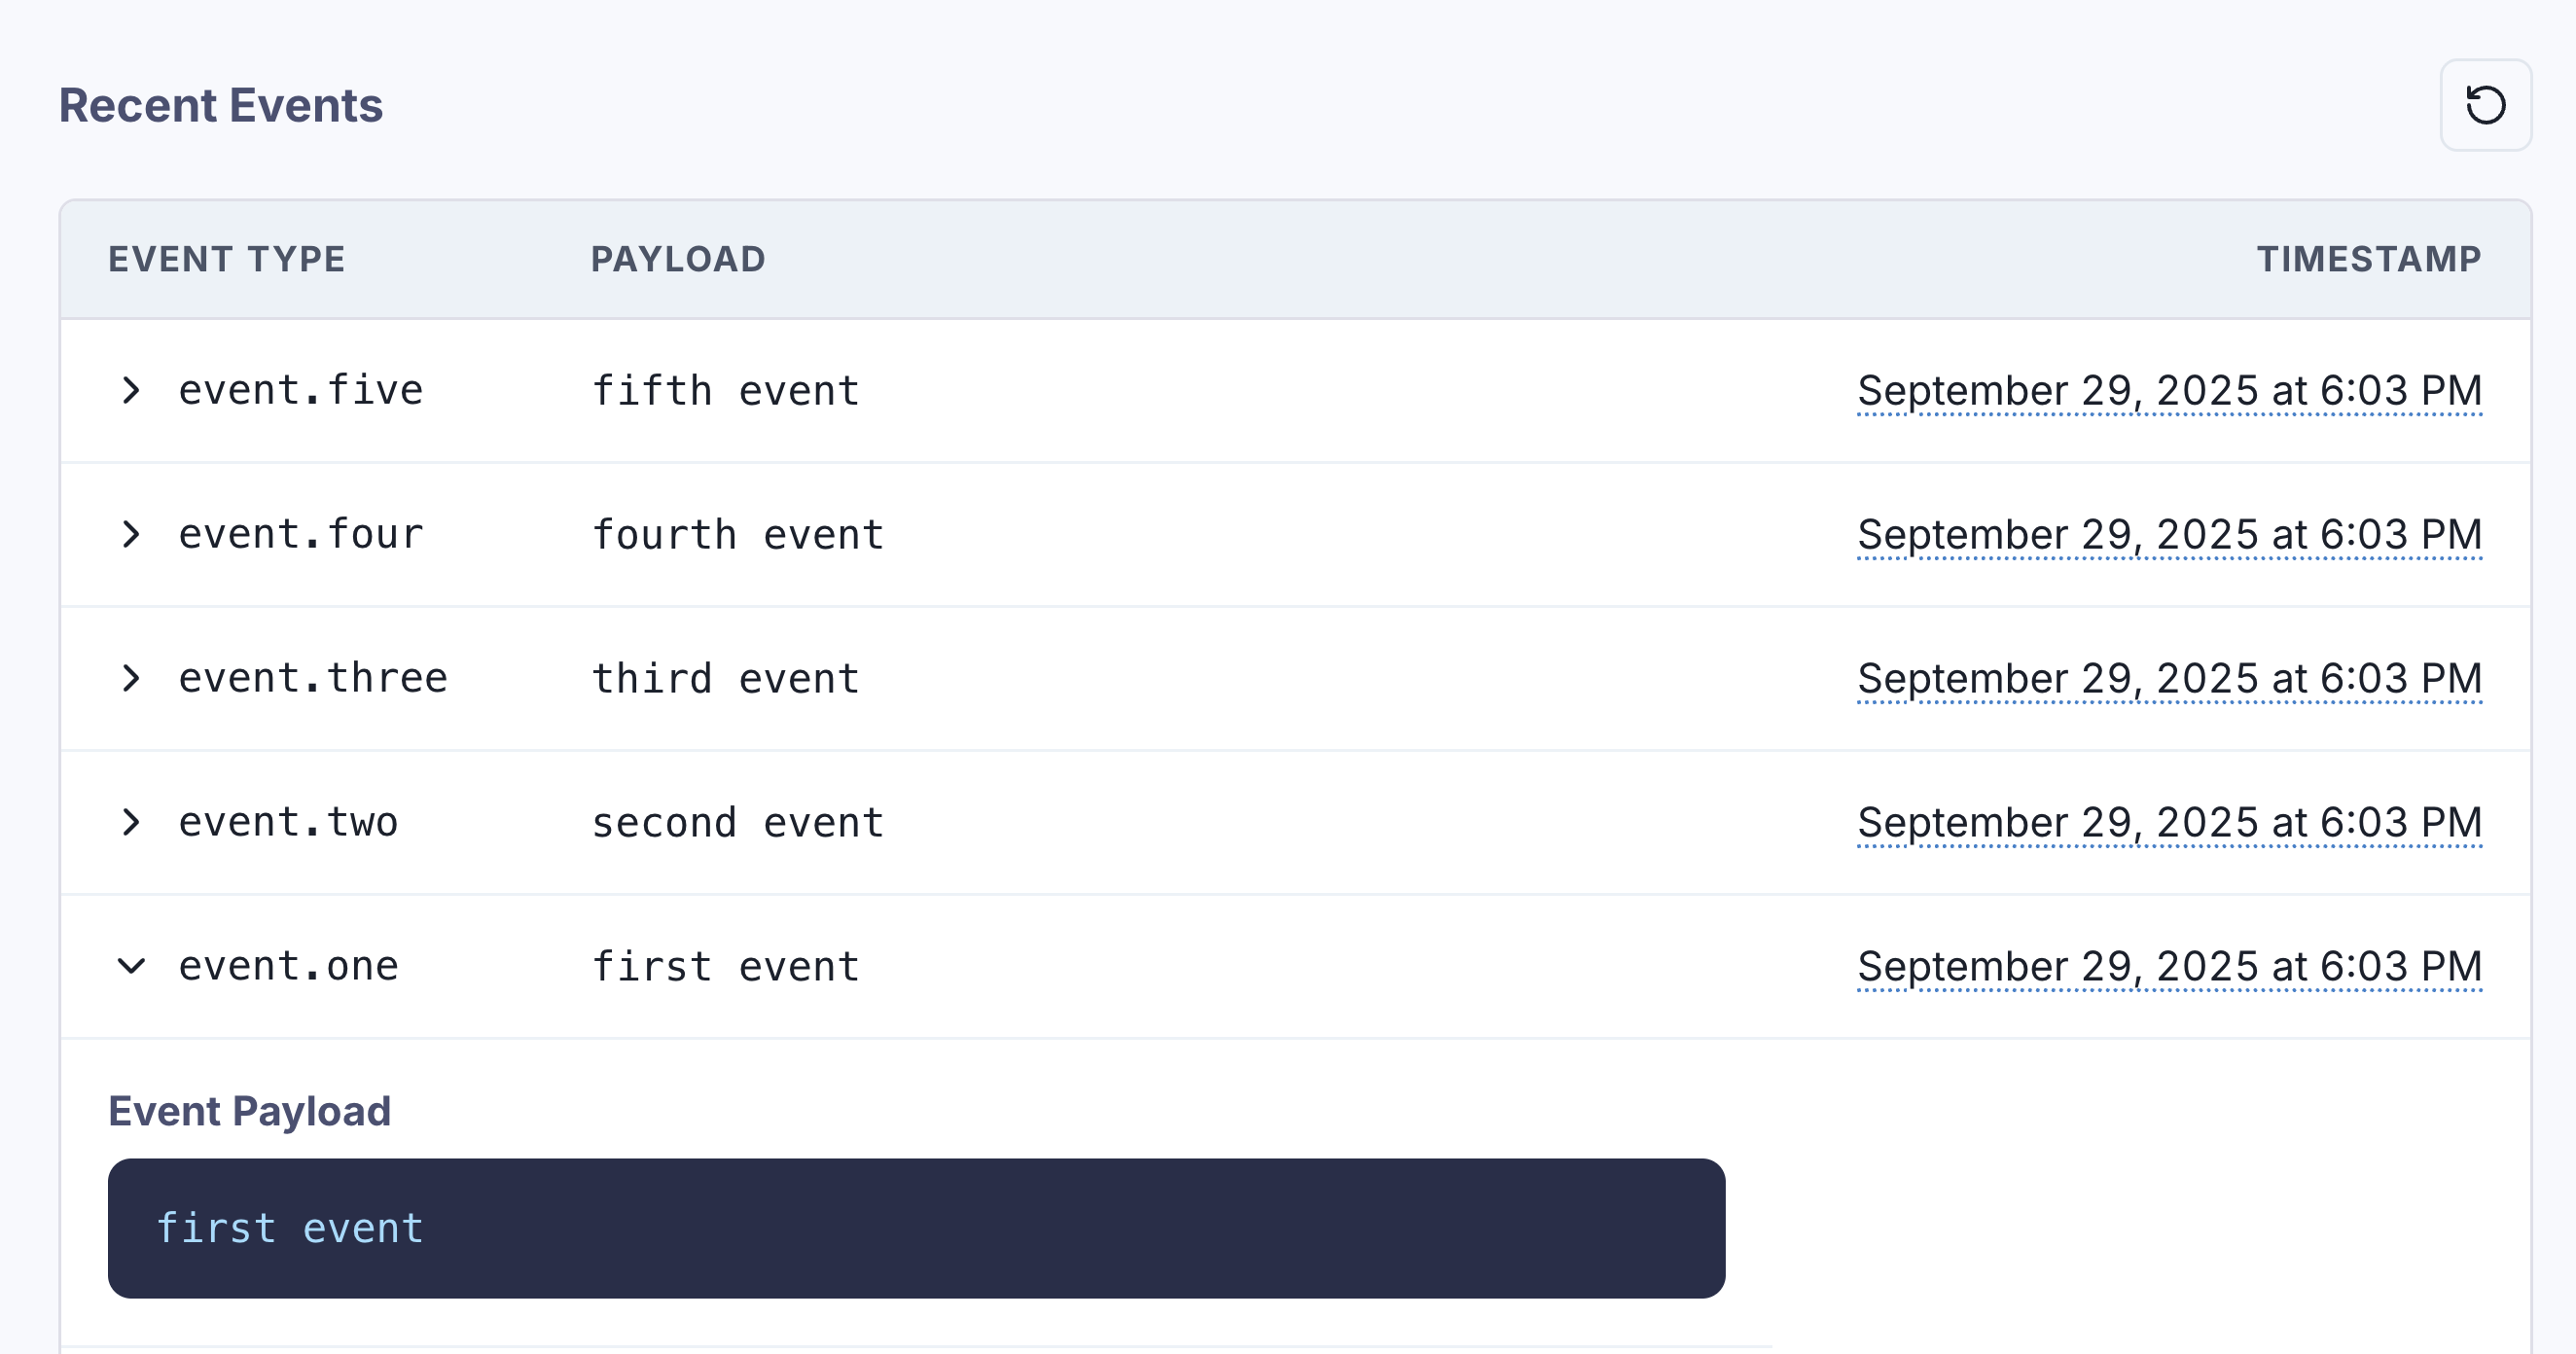 Recent Events
EVENT TYPE PAYLOAD TIMESTAMP
event.five fifth event September 29, 2025 at 6:03 PM
event.four fourth event September 29, 2025 at 6:03 PM
event.three third event September 29, 2025 at 6:03 PM
event.two second event September 29, 2025 at 6:03 PM
event.one first event September 29, 2025 at 6:03 PM
Event Payload
first event